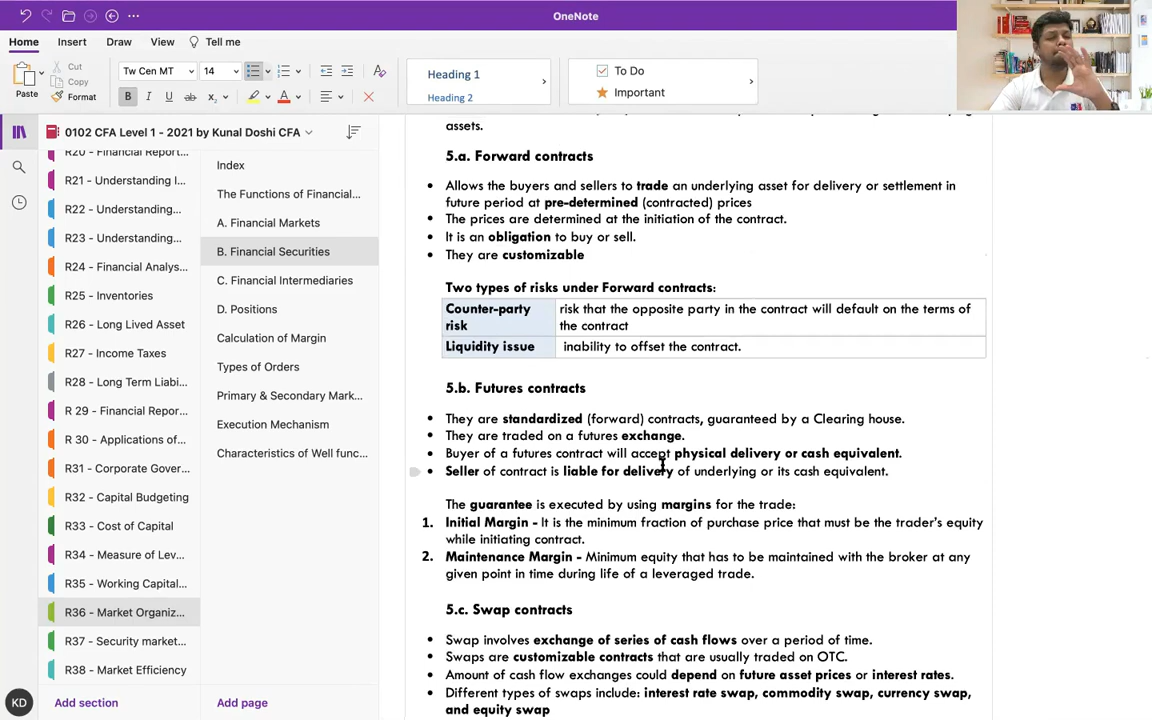 OneNote
Home Insert Draw View Tell me
Paste
Cut
Copy
Format
Tw Cen MT 14
B I U ab x₂ A
Heading 1
Heading 2
To Do
Important
0102 CFA Level 1 - 2021 by Kunal Doshi CFA
R20 - Financial Report...
R21 - Understanding I...
R22 - Understanding...
R23 - Understanding...
R24 - Financial Analys...
R25 - Inventories
R26 - Long Lived Asset
R27 - Income Taxes
R28 - Long Term Liabi...
R 29 - Financial Repor...
R 30 - Applications of...
R31 - Corporate Gover...
R32 - Capital Budgeting
R33 - Cost of Capital
R34 - Measure of Lev...
R35 - Working Capital...
R36 - Market Organiz...
R37 - Security market...
R38 - Market Efficiency
KD
Add section
Index
The Functions of Financial...
A. Financial Markets
B. Financial Securities
C. Financial Intermediaries
D. Positions
Calculation of Margin
Types of Orders
Primary & Secondary Mark...
Execution Mechanism
Characteristics of Well func...
Add page
assets.
5.a. Forward contracts
• Allows the buyers and sellers to trade an underlying asset for delivery or settlement in
future period at pre-determined (contracted) prices
• The prices are determined at the initiation of the contract.
• It is an obligation to buy or sell.
• They are customizable
Two types of risks under Forward contracts:
Counter-party risk that the opposite party in the contract will default on the terms of
risk the contract
Liquidity issue inability to offset the contract.
5.b. Futures contracts
• They are standardized (forward) contracts, guaranteed by a Clearing house.
• They are traded on a futures exchange.
• Buyer of a futures contract will accept physical delivery or cash equivalent.
• Seller of contract is liable for delivery of underlying or its cash equivalent.
The guarantee is executed by using margins for the trade:
1. Initial Margin - It is the minimum fraction of purchase price that must be the trader's equity
while initiating contract.
2. Maintenance Margin - Minimum equity that has to be maintained with the broker at any
given point in time during life of a leveraged trade.
5.c. Swap contracts
• Swap involves exchange of series of cash flows over a period of time.
• Swaps are customizable contracts that are usually traded on OTC.
• Amount of cash flow exchanges could depend on future asset prices or interest rates.
• Different types of swaps include: interest rate swap, commodity swap, currency swap,
and equity swap